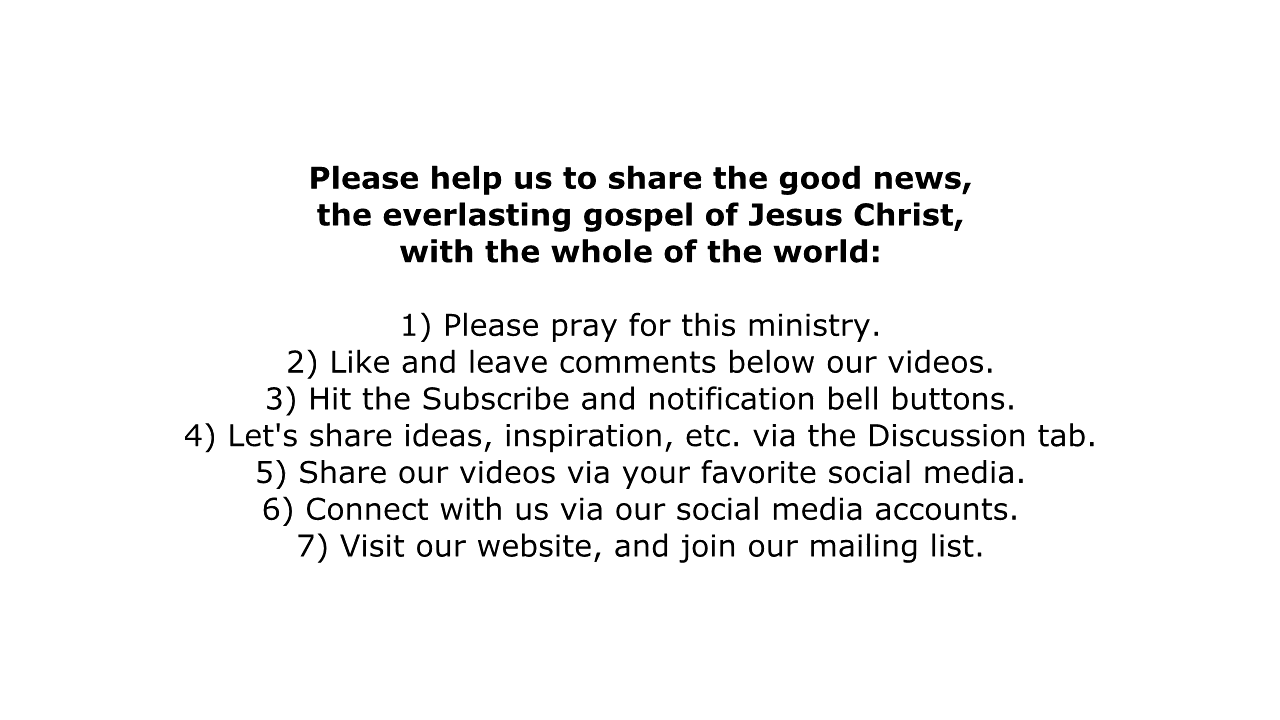 Please help us to share the good news,
the everlasting gospel of Jesus Christ,
with the whole of the world:
1) Please pray for this ministry.
2) Like and leave comments below our videos.
3) Hit the Subscribe and notification bell buttons.
4) Let's share ideas, inspiration, etc. via the Discussion tab.
5) Share our videos via your favorite social media.
6) Connect with us via our social media accounts.
7) Visit our website, and join our mailing list.